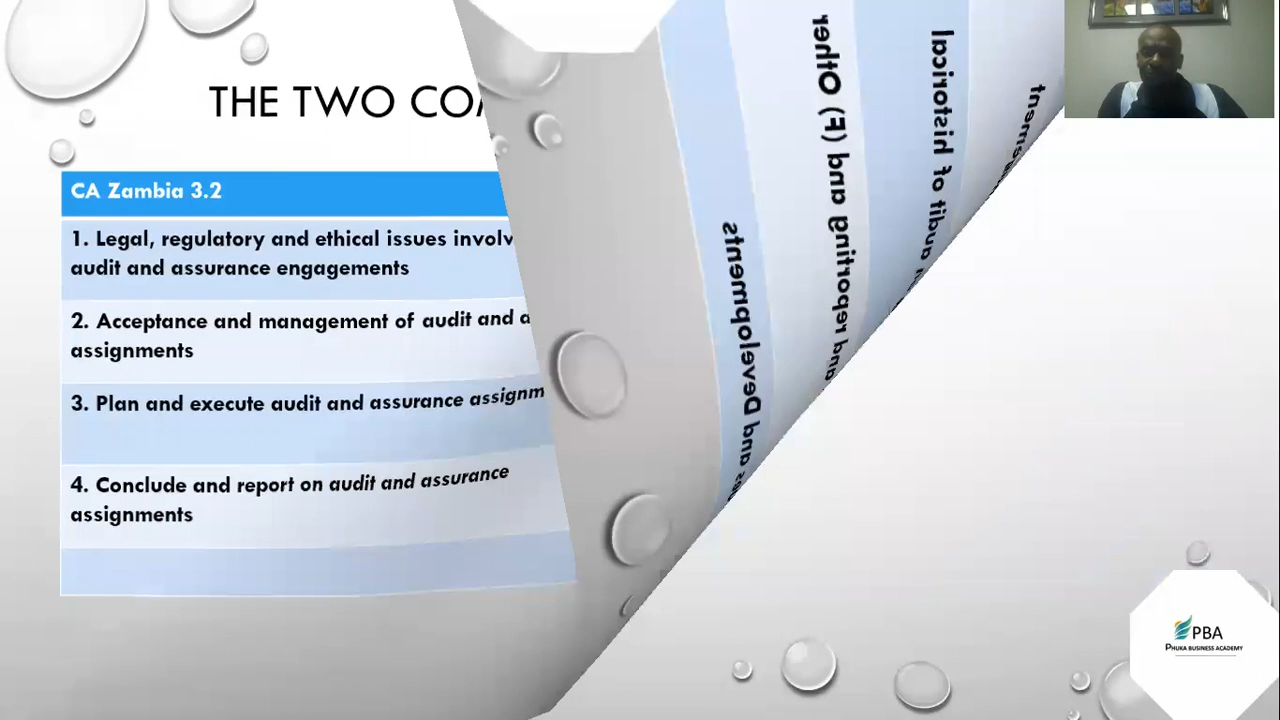 THE TWO CO
CA Zambia 3.2
1. Legal, regulatory and ethical issues involv
audit and assurance engagements
2. Acceptance and management of audit and a
assignments
3. Plan and execute audit and assurance assignm
4. Conclude and report on audit and assurance
assignments
and Developments
and reporting and (F) Other
audit of historical
PBA
PHUKA BUSINESS ACADEMY